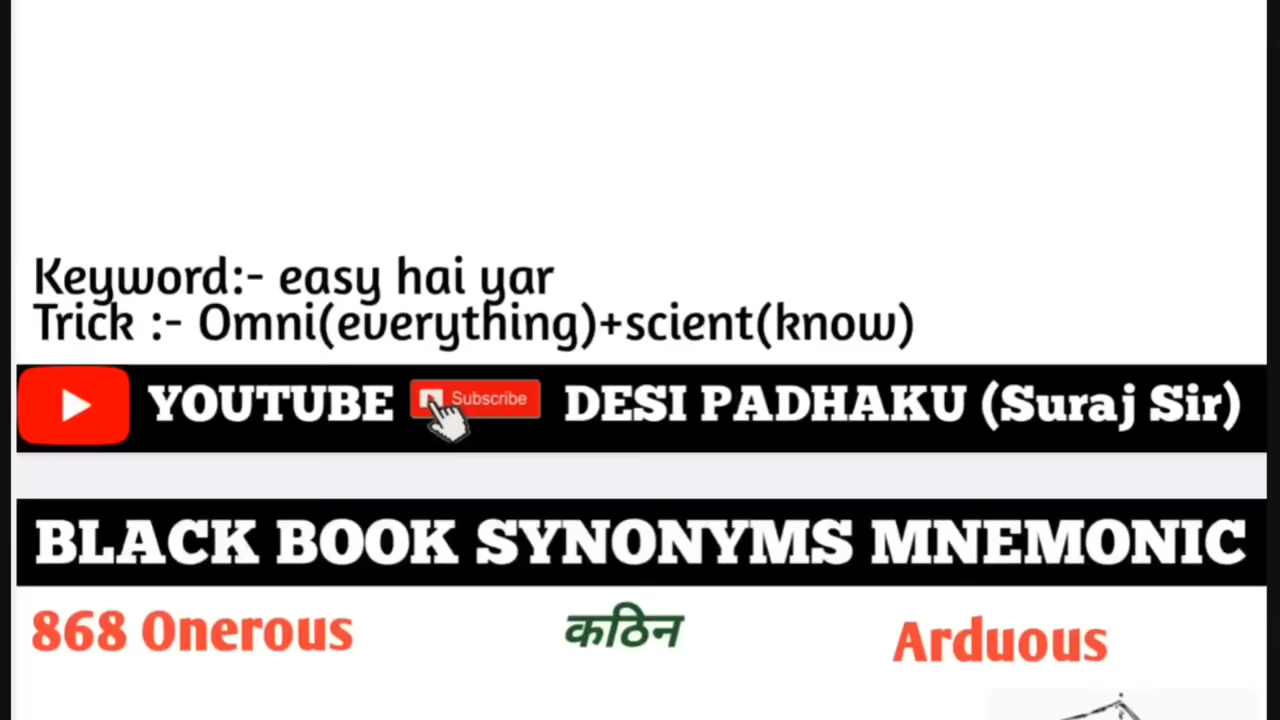 Keyword:- easy hai yar
Trick :- Omni(everything)+scient(know)
YOUTUBE Subscribe DESI PADHAKU (Suraj Sir)
BLACK BOOK SYNONYMS MNEMONIC
868 Onerous कठिन Arduous